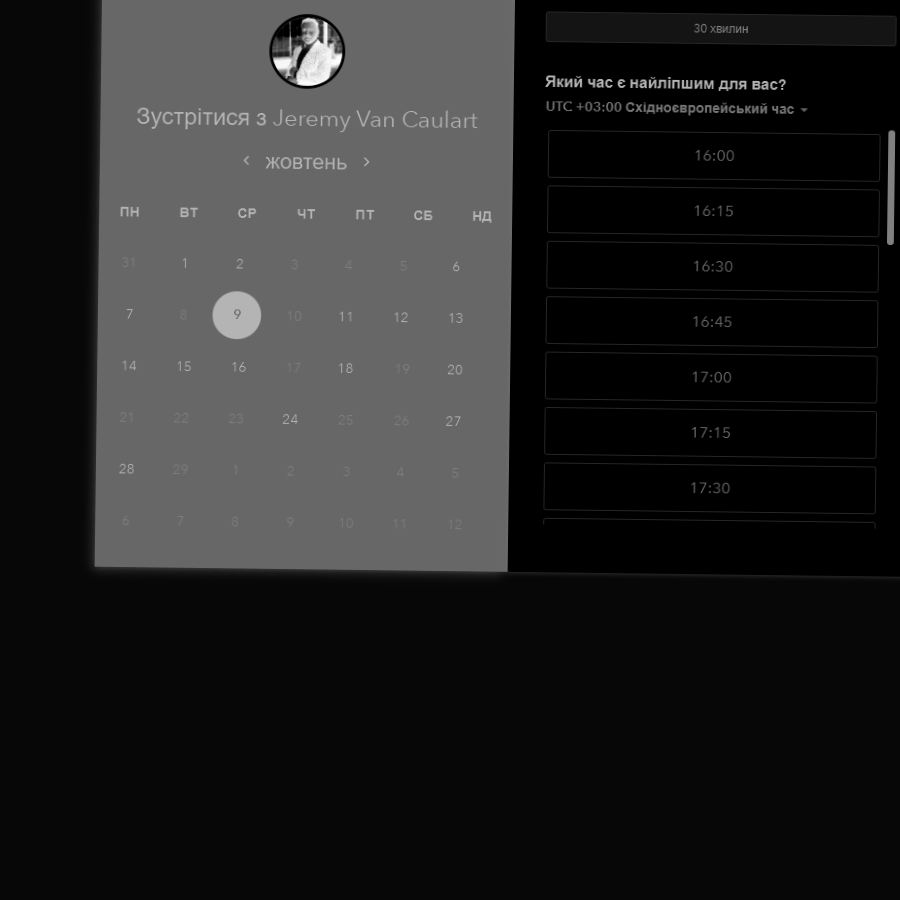 Зустрітися з Jeremy Van Caulart
жовтень
ПН ВТ СР ЧТ ПТ СБ НД
31 1 2 3 4 5 6
7 8 9 10 11 12 13
14 15 16 17 18 19 20
21 22 23 24 25 26 27
28 29 1 2 3 4 5
6 7 8 9 10 11 12
30 хвилин
Який час є найліпшим для вас?
UTC +03:00 Східноєвропейський час
16:00
16:15
16:30
16:45
17:00
17:15
17:30